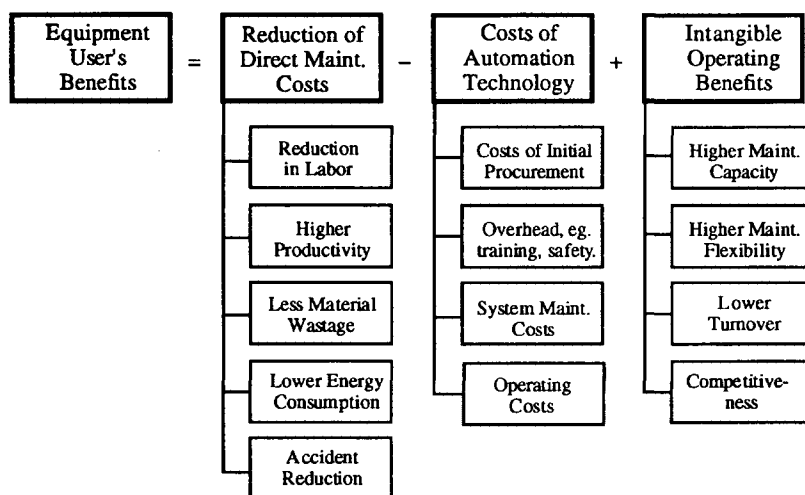 Equipment
User's
Benefits
=
Reduction of
Direct Maint.
Costs
−
Costs of
Automation
Technology
+
Intangible
Operating
Benefits
Reduction
in Labor
Higher
Productivity
Less Material
Wastage
Lower Energy
Consumption
Accident
Reduction
Costs of Initial
Procurement
Overhead, eg.
training, safety.
System Maint.
Costs
Operating
Costs
Higher Maint.
Capacity
Higher Maint.
Flexibility
Lower
Turnover
Competitive-
ness